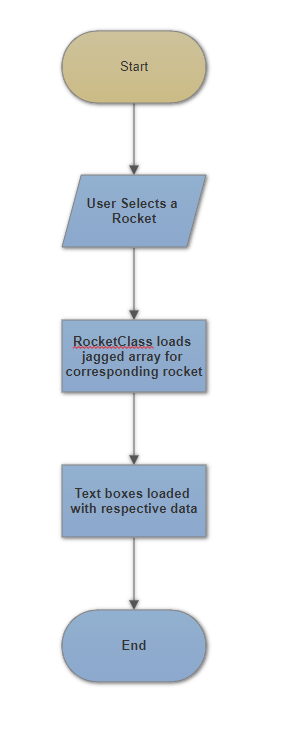 Start
User Selects a
Rocket
RocketClass loads
jagged array for
corresponding rocket
Text boxes loaded
with respective data
End